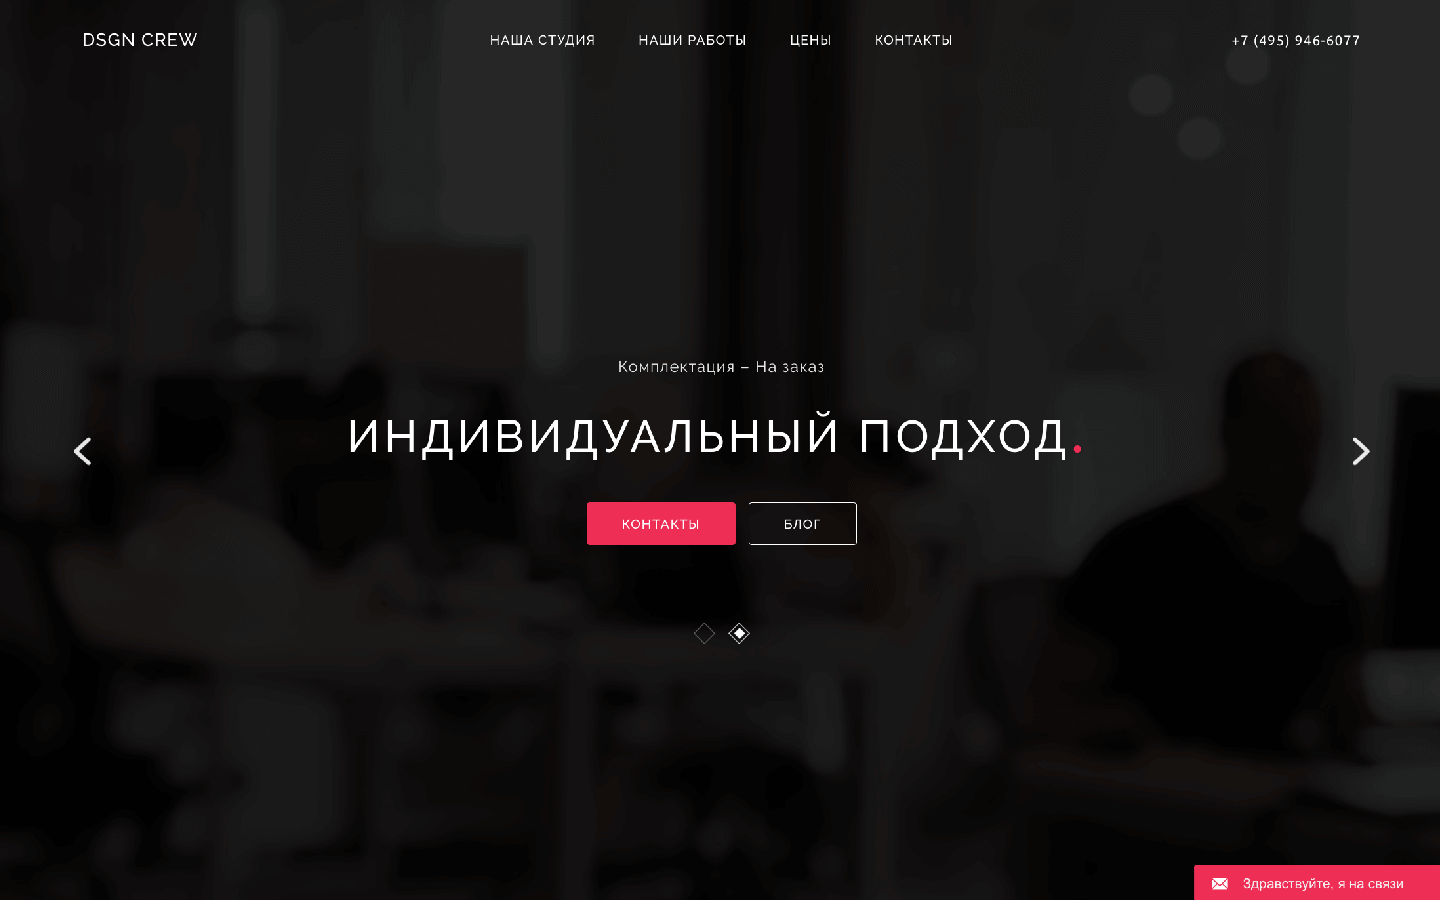 DSGN CREW
НАША СТУДИЯ
НАШИ РАБОТЫ
ЦЕНЫ
КОНТАКТЫ
+7 (495) 946-6077
Комплектация – На заказ
ИНДИВИДУАЛЬНЫЙ ПОДХОД.
КОНТАКТЫ
БЛОГ
Здравствуйте, я на связи